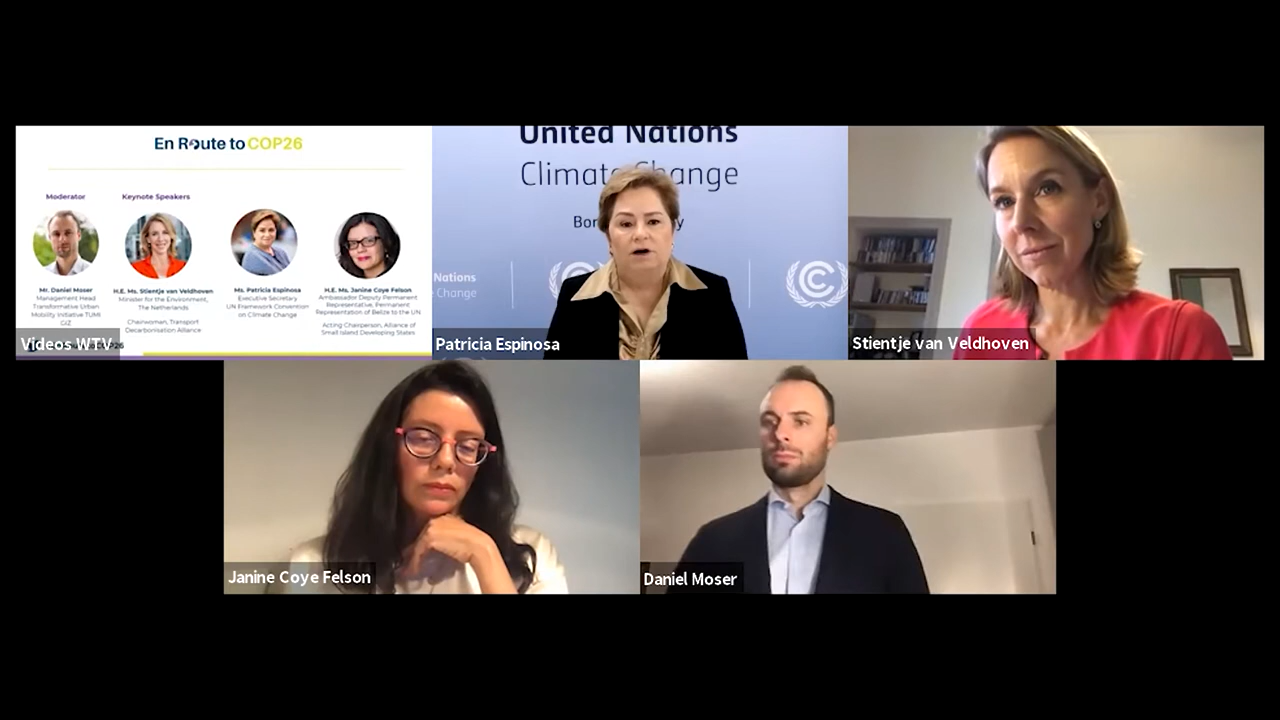 En Route to COP26
Moderator
Keynote Speakers
Mr. Daniel Moser
Management Head
Transformative Urban
Mobility Initiative TUMI
GIZ
H.E. Ms. Stientje van Veldhoven
Minister for the Environment,
The Netherlands
Chairwomen, Transport
Decarbonisation Alliance
Ms. Patricia Espinosa
Executive Secretary
UN Framework Convention
on Climate Change
H.E. Ms. Janine Coye Felson
Ambassador Deputy Permanent
Representative, Permanent
Representation of Belize to the UN
Acting Chairperson, Alliance of
Small Island Developing States
Videos WTV
United Nations
Climate Change
Nations
Change
Patricia Espinosa
Stientje van Veldhoven
Janine Coye Felson
Daniel Moser